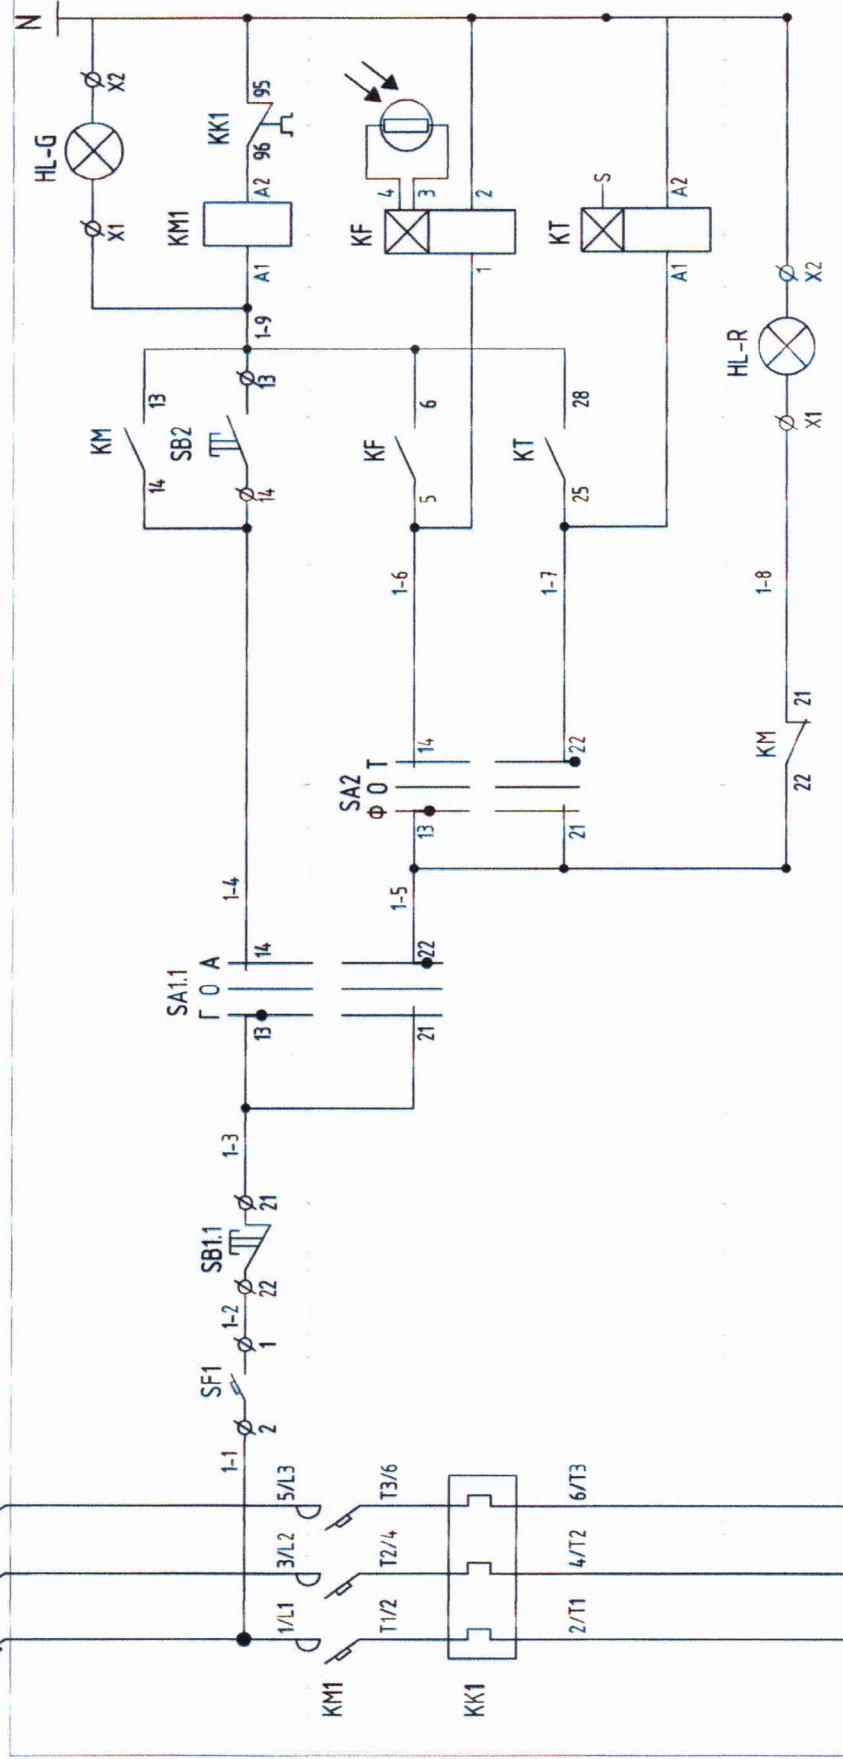 N
HL-G
X1 X2
KM
14 13
SA1.1 SB2 KM1
SB1.1 Г О А KK1
SF1
1-1 1-2 1-3 1-4
2 1 22 21 13 14 14 13 1-9 A1 A2 96 95
1/L1 3/L2 5/L3
KM1
SA2 KF KF
Ф О Т
T1/2 T2/4 T3/6 4
1-5 1-6
21 22 13 14 5 6 3
KK1
1 2
KT KT
1-7
2/T1 4/T2 6/T3 21 22 25 28 S
A1 A2
HL-R
KM 1-8
22 21 X1 X2